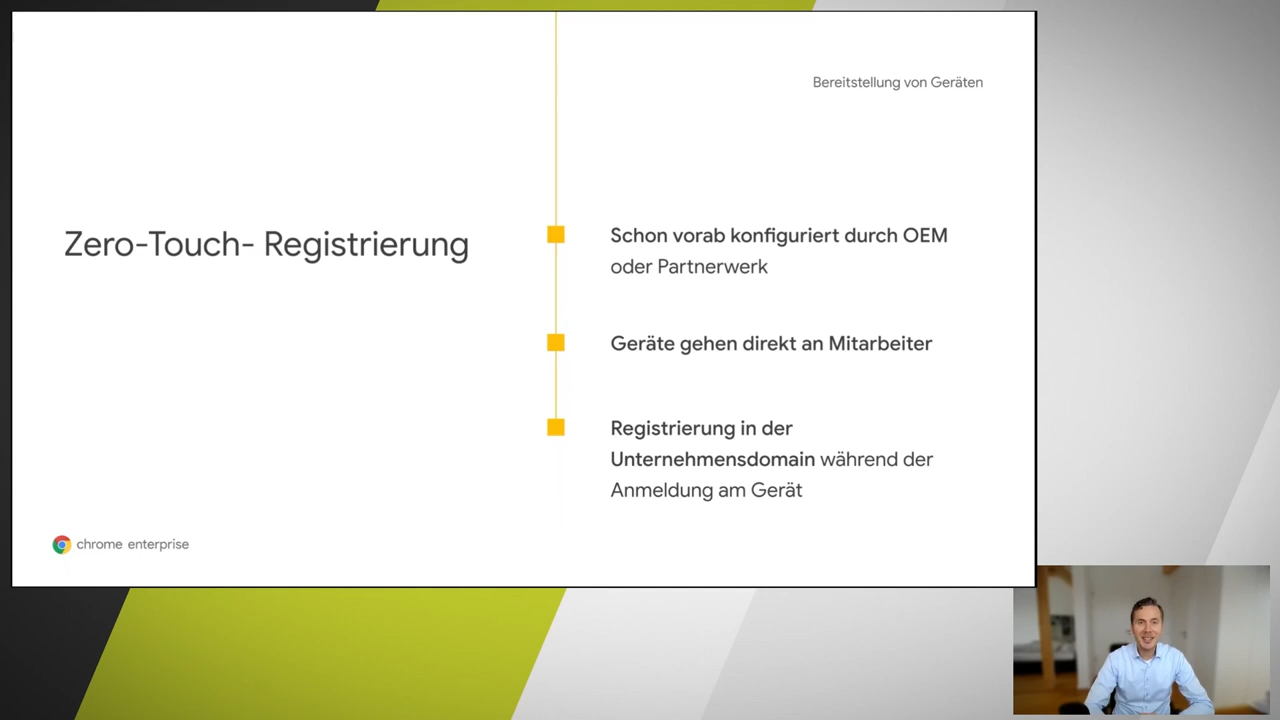 Bereitstellung von Geräten
Zero-Touch- Registrierung
Schon vorab konfiguriert durch OEM
oder Partnerwerk
Geräte gehen direkt an Mitarbeiter
Registrierung in der
Unternehmensdomain während der
Anmeldung am Gerät
chrome enterprise